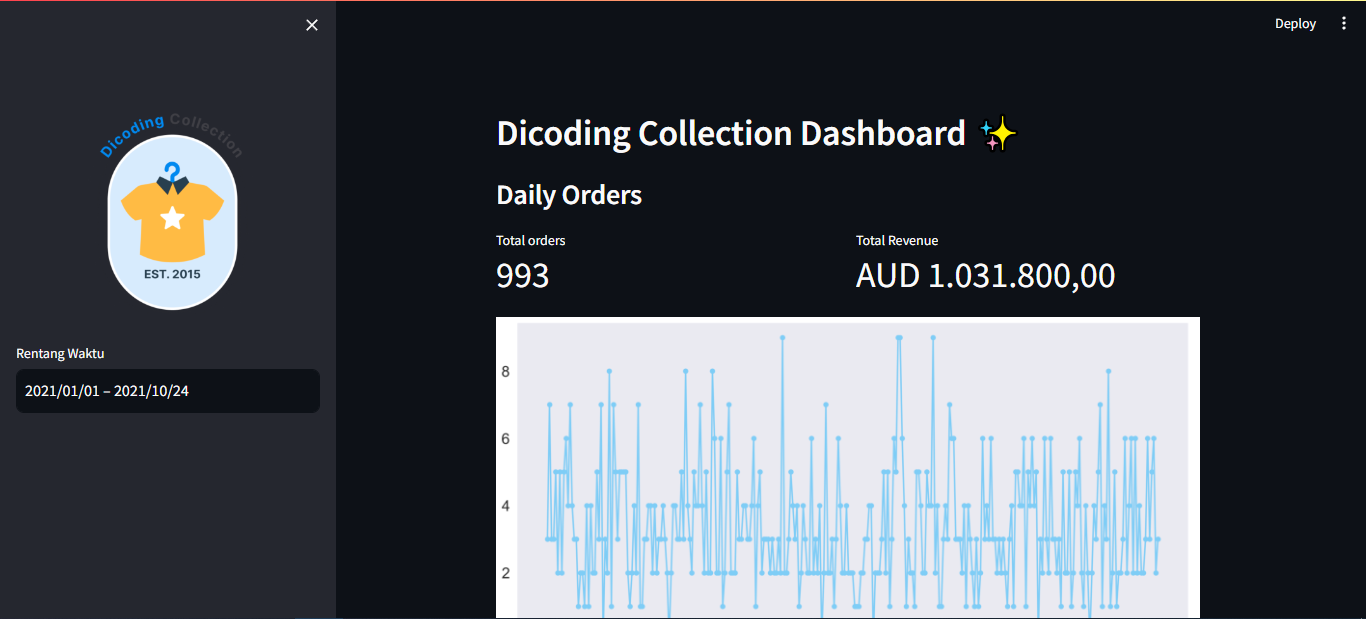 Deploy
Dicoding Collection
EST. 2015
Rentang Waktu
2021/01/01 – 2021/10/24
Dicoding Collection Dashboard ✨
Daily Orders
Total orders
993
Total Revenue
AUD 1.031.800,00
8
6
4
2